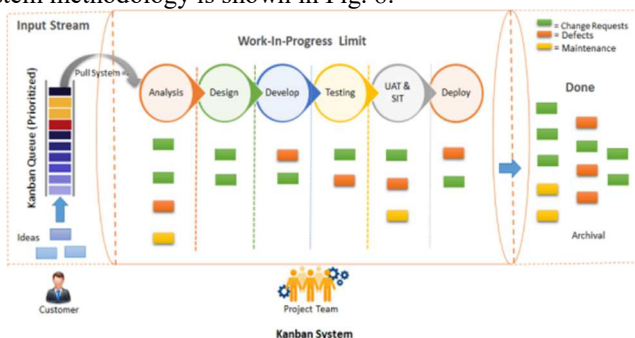 stem methodology is shown in Fig. 6.
Input Stream
Work-In-Progress Limit
= Change Requests
= Defects
= Maintenance
Pull System
Kanban Queue (Prioritized)
Analysis
Design
Develop
Testing
UAT &
SIT
Deploy
Done
Ideas
Archival
Customer
Project Team
Kanban System